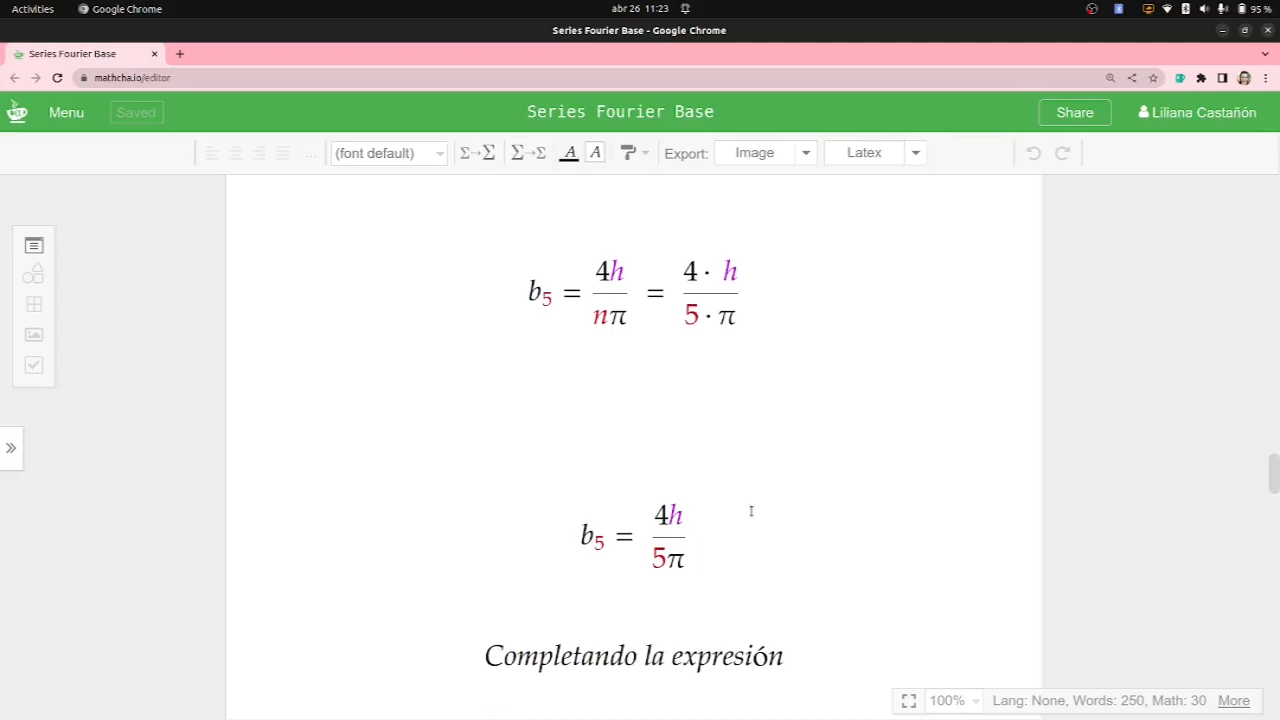 Activities Google Chrome abr 26 11:23 95 %
Series Fourier Base - Google Chrome
Series Fourier Base × +
mathcha.io/editor
Menu Saved Series Fourier Base Share Liliana Castañón
... (font default) Σ→Σ Σ→Σ A A Export: Image Latex
b5 = 4h/nπ = 4 · h/5 · π
b5 = 4h/5π
Completando la expresión
100% Lang: None, Words: 250, Math: 30 More